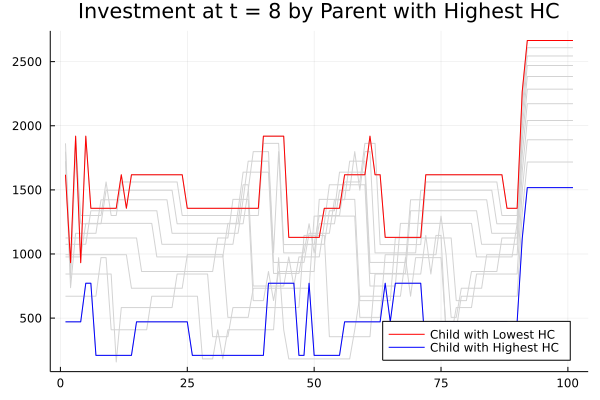 Investment at t = 8 by Parent with Highest HC
2500
2000
1500
1000
500
Child with Lowest HC
Child with Highest HC
0 25 50 75 100